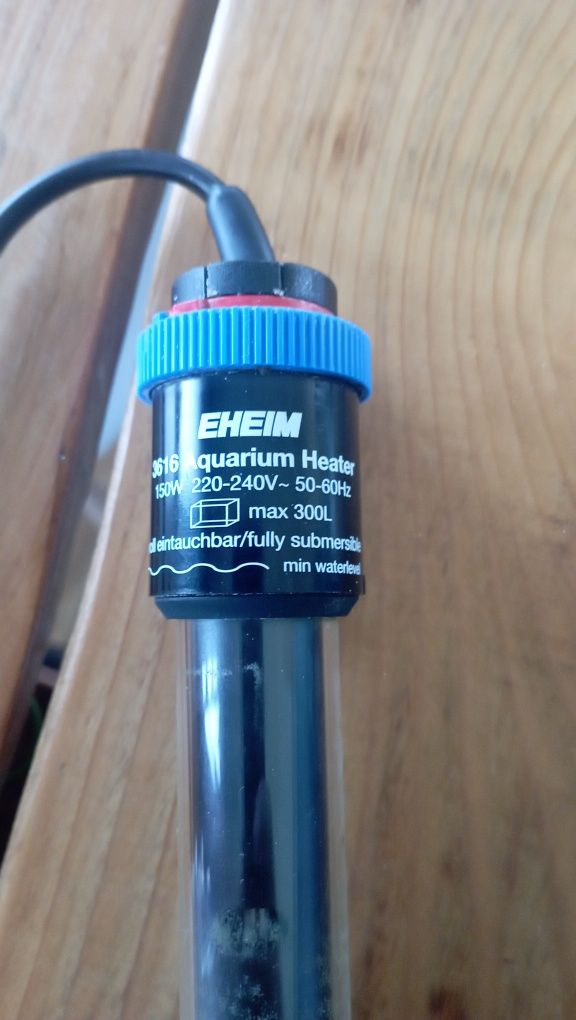 EHEIM
3616 Aquarium Heater
150W 220-240V~ 50-60Hz
max 300L
eintauchbar/fully submersible
min waterlevel